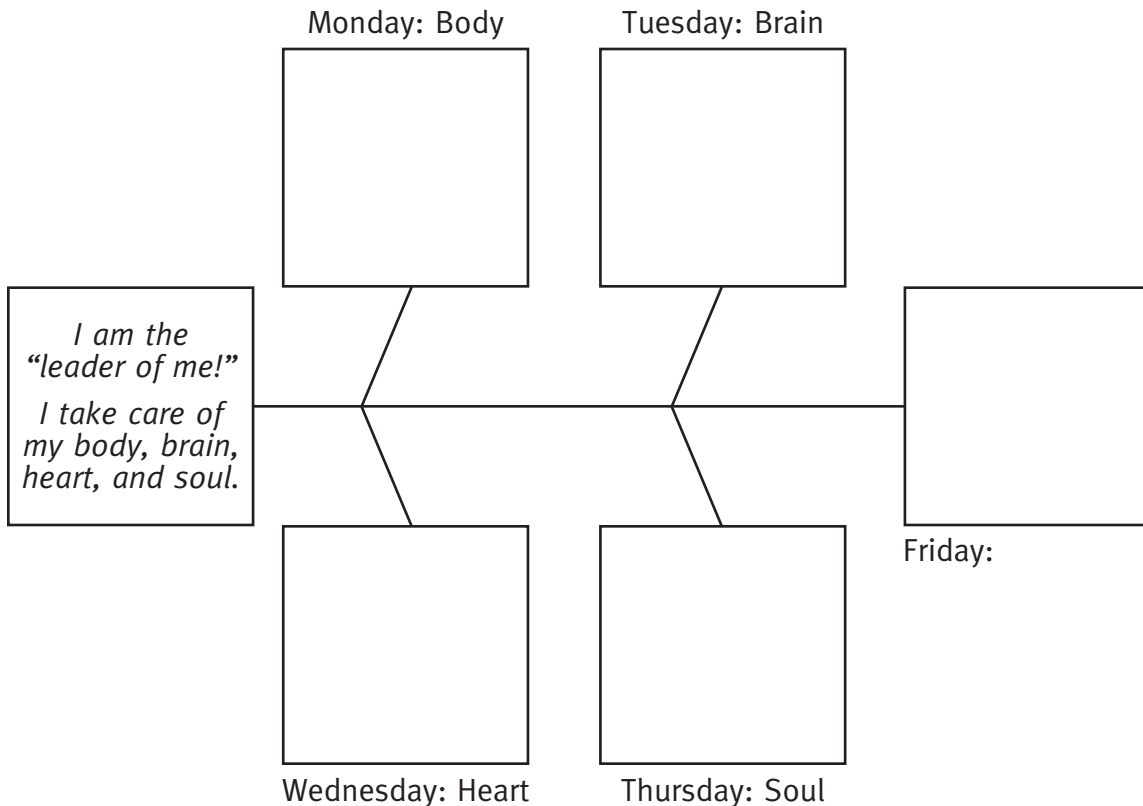 Monday: Body
Tuesday: Brain
I am the
“leader of me!”
I take care of
my body, brain,
heart, and soul.
Friday:
Wednesday: Heart
Thursday: Soul